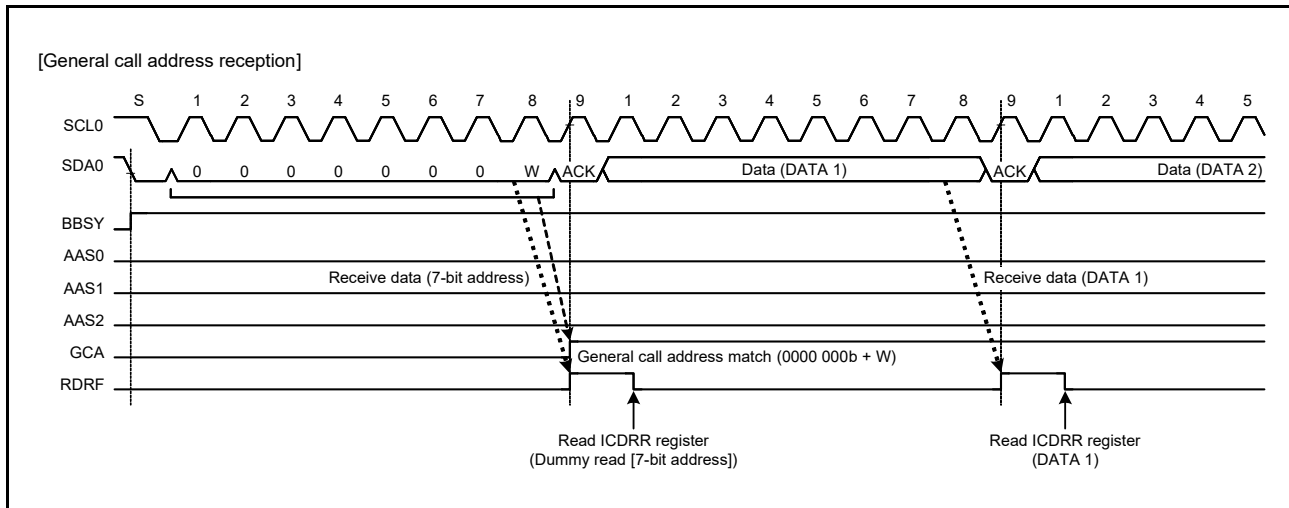 [General call address reception]
S 1 2 3 4 5 6 7 8 9 1 2 3 4 5 6 7 8 9 1 2 3 4 5
SCL0
SDA0 0 0 0 0 0 0 0 W ACK Data (DATA 1) ACK Data (DATA 2)
BBSY
AAS0
Receive data (7-bit address) Receive data (DATA 1)
AAS1
AAS2
GCA General call address match (0000 000b + W)
RDRF
Read ICDRR register Read ICDRR register
(Dummy read [7-bit address]) (DATA 1)